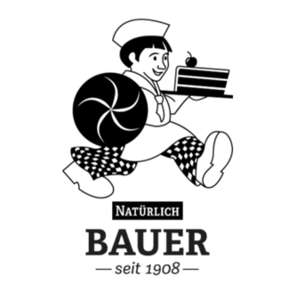 NATÜRLICH
BAUER
— seit 1908 —